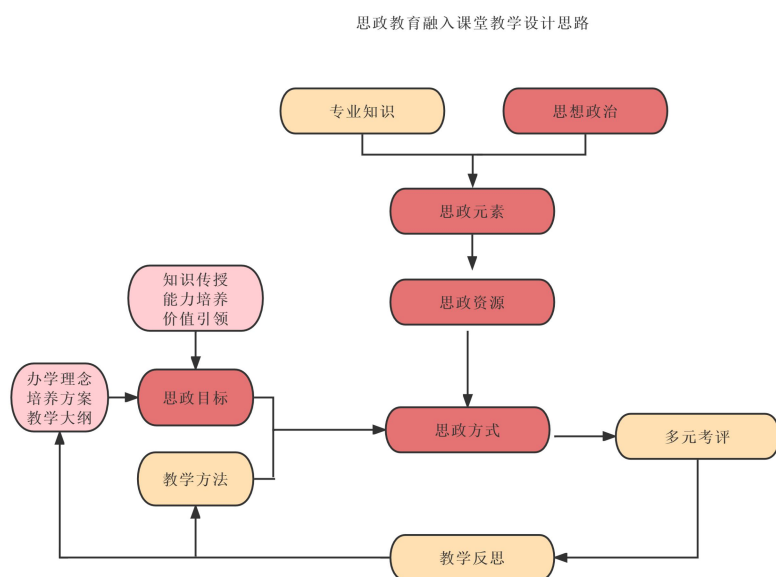 思政教育融入课堂教学设计思路
专业知识
思想政治
思政元素
思政资源
知识传授
能力培养
价值引领
办学理念
培养方案
教学大纲
思政目标
思政方式
多元考评
教学方法
教学反思